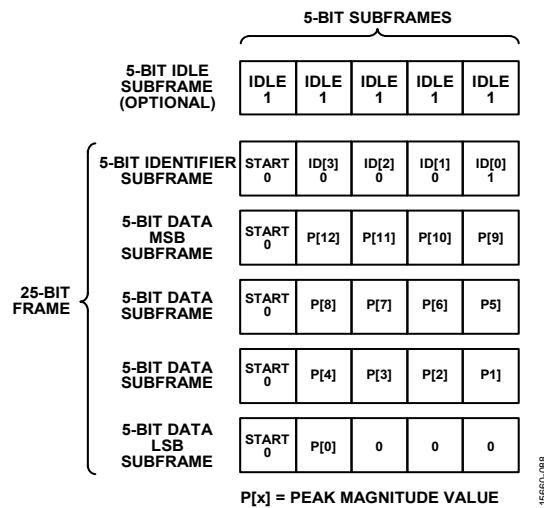 5-BIT SUBFRAMES
5-BIT IDLE
SUBFRAME
(OPTIONAL)
IDLE 1 IDLE 1 IDLE 1 IDLE 1 IDLE 1
25-BIT
FRAME
5-BIT IDENTIFIER
SUBFRAME
START 0 ID[3] 0 ID[2] 0 ID[1] 0 ID[0] 1
5-BIT DATA
MSB
SUBFRAME
START 0 P[12] P[11] P[10] P[9]
5-BIT DATA
SUBFRAME
START 0 P[8] P[7] P[6] P5]
5-BIT DATA
SUBFRAME
START 0 P[4] P[3] P[2] P1]
5-BIT DATA
LSB
SUBFRAME
START 0 P[0] 0 0 0
P[x] = PEAK MAGNITUDE VALUE
15660-088